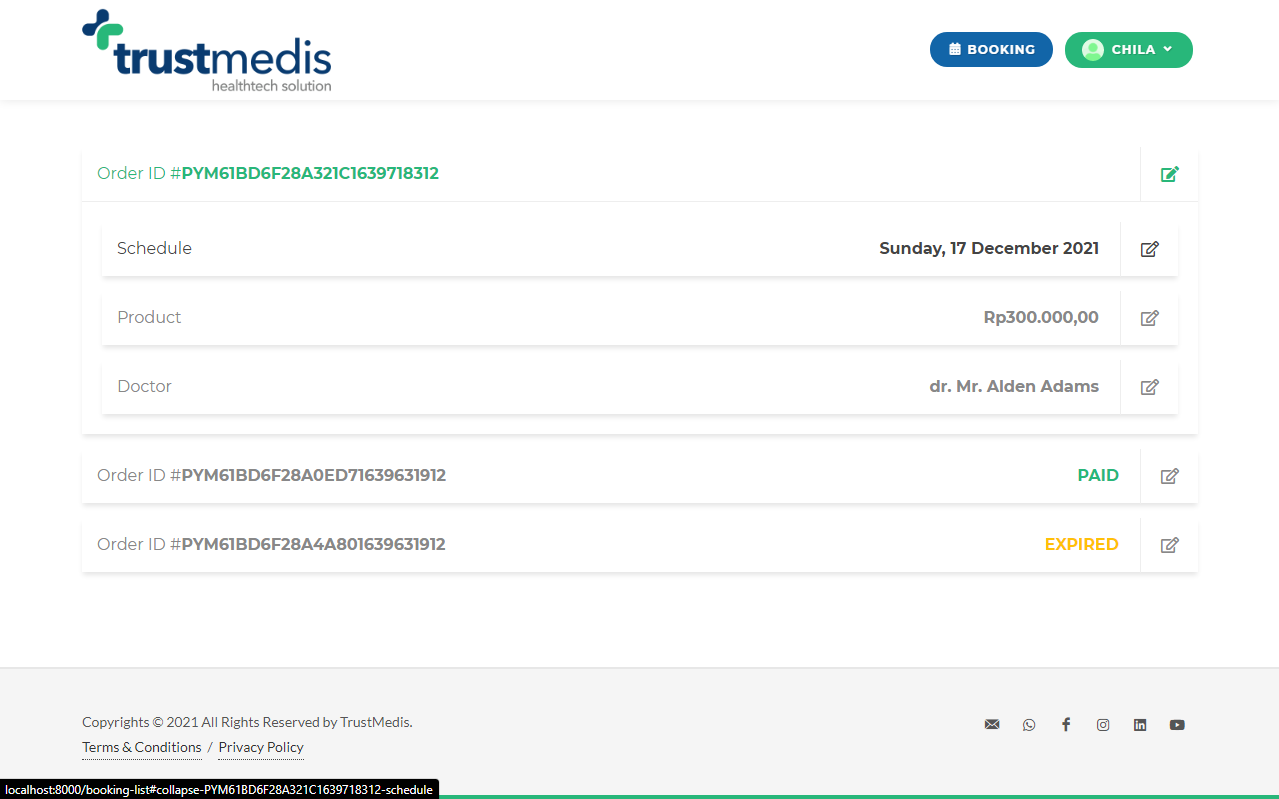 trustmedis
healthtech solution
BOOKING
CHILA
Order ID #PYM61BD6F28A321C1639718312
Schedule Sunday, 17 December 2021
Product Rp300.000,00
Doctor dr. Mr. Alden Adams
Order ID #PYM61BD6F28A0ED71639631912 PAID
Order ID #PYM61BD6F28A4A801639631912 EXPIRED
Copyrights © 2021 All Rights Reserved by TrustMedis.
Terms & Conditions / Privacy Policy
localhost:8000/booking-list#collapse-PYM61BD6F28A321C1639718312-schedule